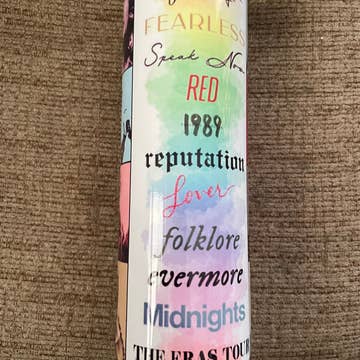 FEARLESS
Speak Now
RED
1989
reputation
Lover
folklore
evermore
Midnights
THE ERAS TOUR